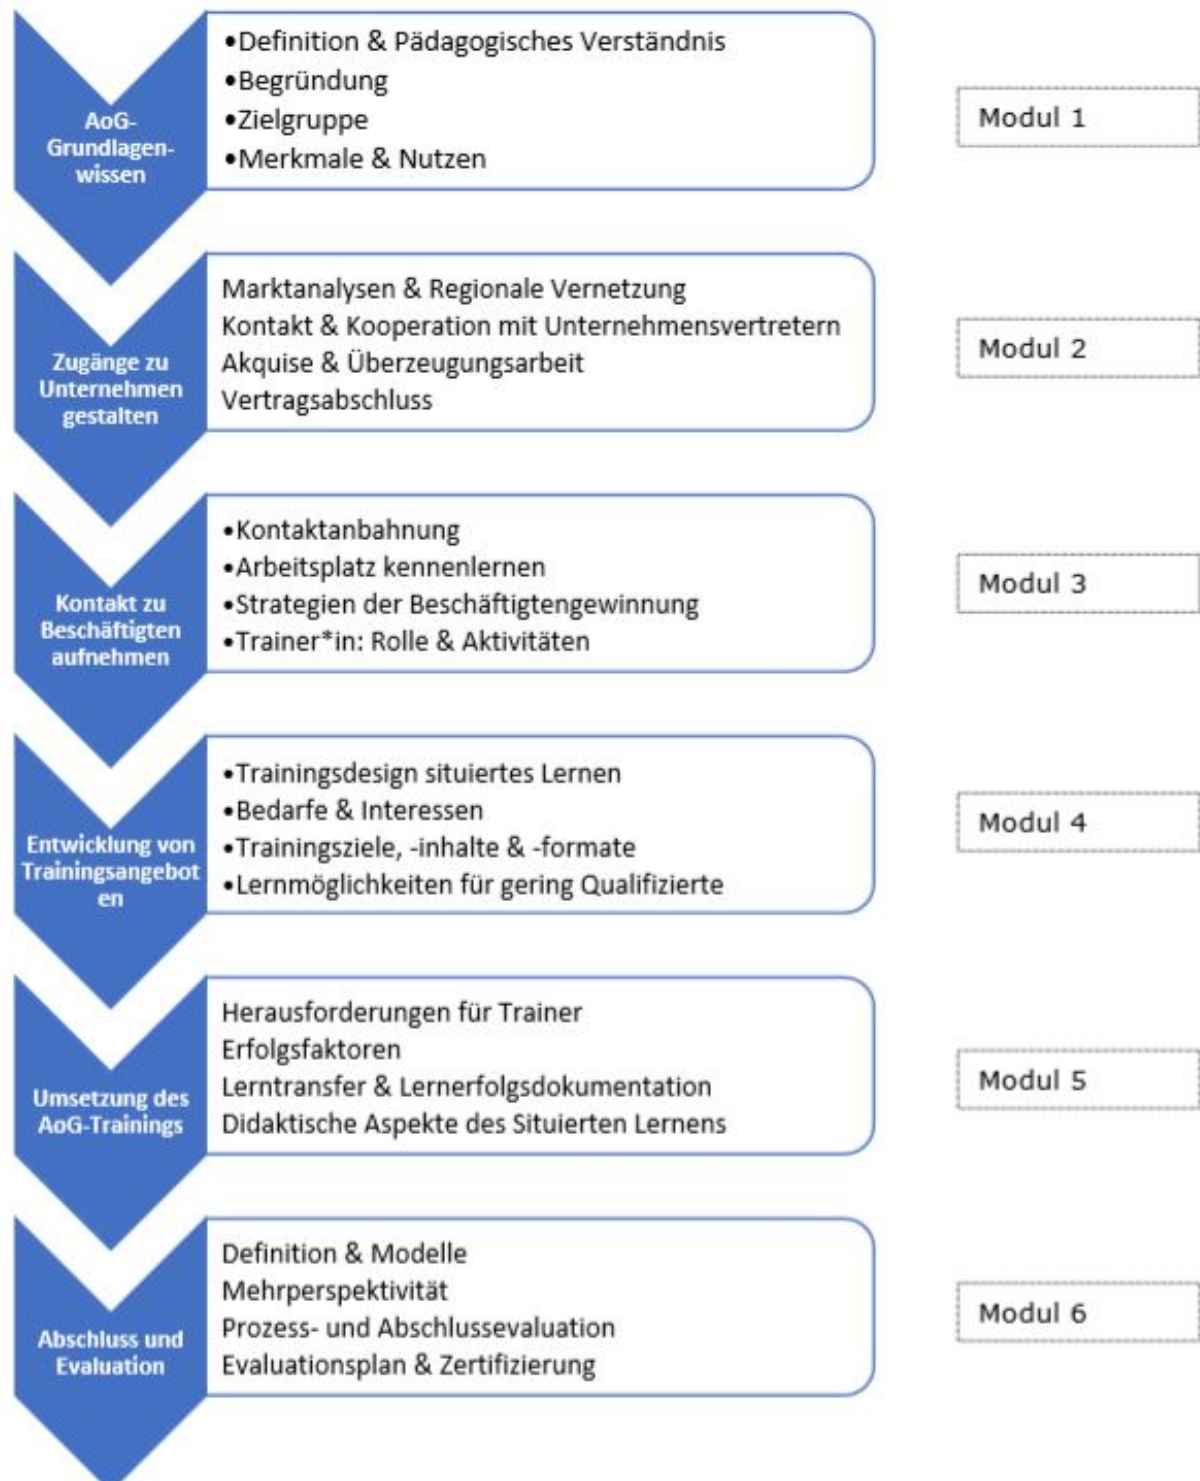 AoG-
Grundlagen-
wissen
•Definition & Pädagogisches Verständnis
•Begründung
•Zielgruppe
•Merkmale & Nutzen
Modul 1
Zugänge zu
Unternehmen
gestalten
Marktanalysen & Regionale Vernetzung
Kontakt & Kooperation mit Unternehmensvertretern
Akquise & Überzeugungsarbeit
Vertragsabschluss
Modul 2
Kontakt zu
Beschäftigten
aufnehmen
•Kontaktanbahnung
•Arbeitsplatz kennenlernen
•Strategien der Beschäftigtengewinnung
•Trainer*in: Rolle & Aktivitäten
Modul 3
Entwicklung von
Trainingsangebot
en
•Trainingsdesign situiertes Lernen
•Bedarfe & Interessen
•Trainingsziele, -inhalte & -formate
•Lernmöglichkeiten für gering Qualifizierte
Modul 4
Umsetzung des
AoG-Trainings
Herausforderungen für Trainer
Erfolgsfaktoren
Lerntransfer & Lernerfolgsdokumentation
Didaktische Aspekte des Situierten Lernens
Modul 5
Abschluss und
Evaluation
Definition & Modelle
Mehrperspektivität
Prozess- und Abschlussevaluation
Evaluationsplan & Zertifizierung
Modul 6